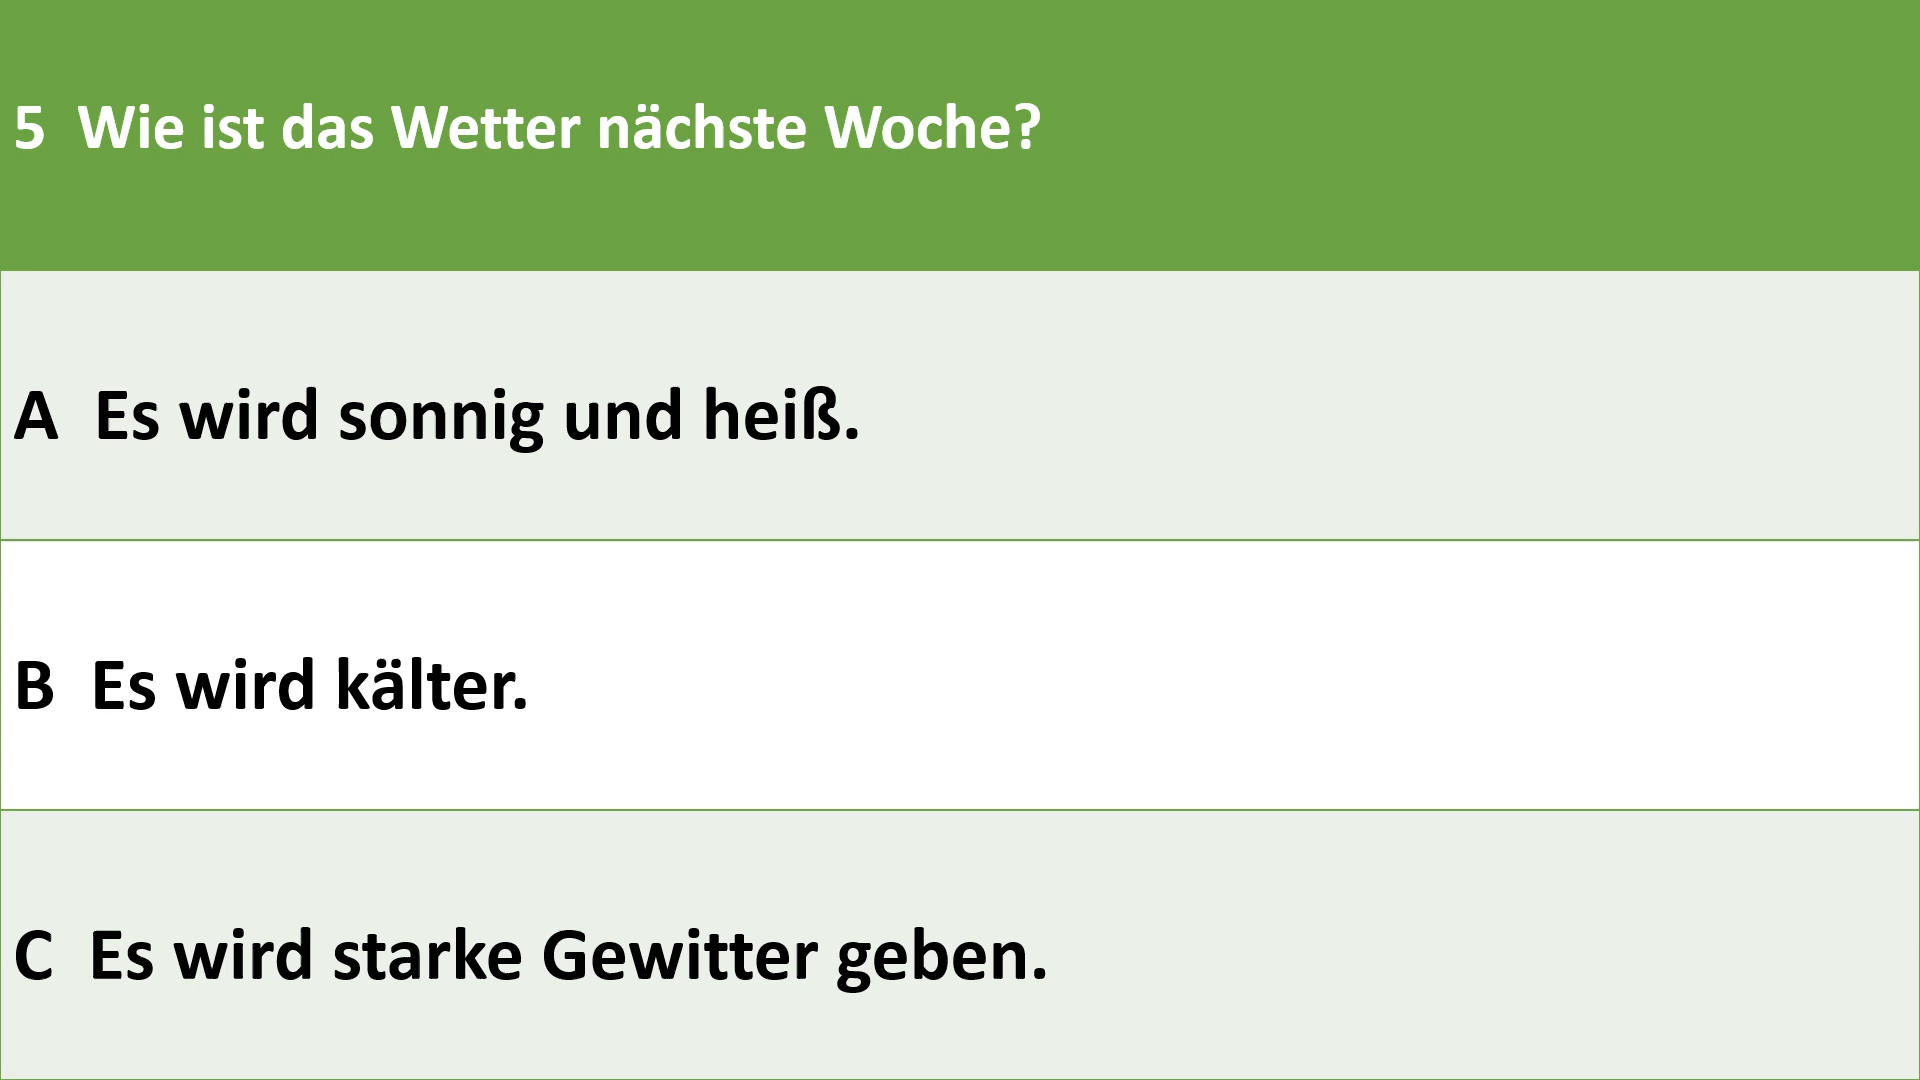 5 Wie ist das Wetter nächste Woche?
A Es wird sonnig und heiß.
B Es wird kälter.
C Es wird starke Gewitter geben.